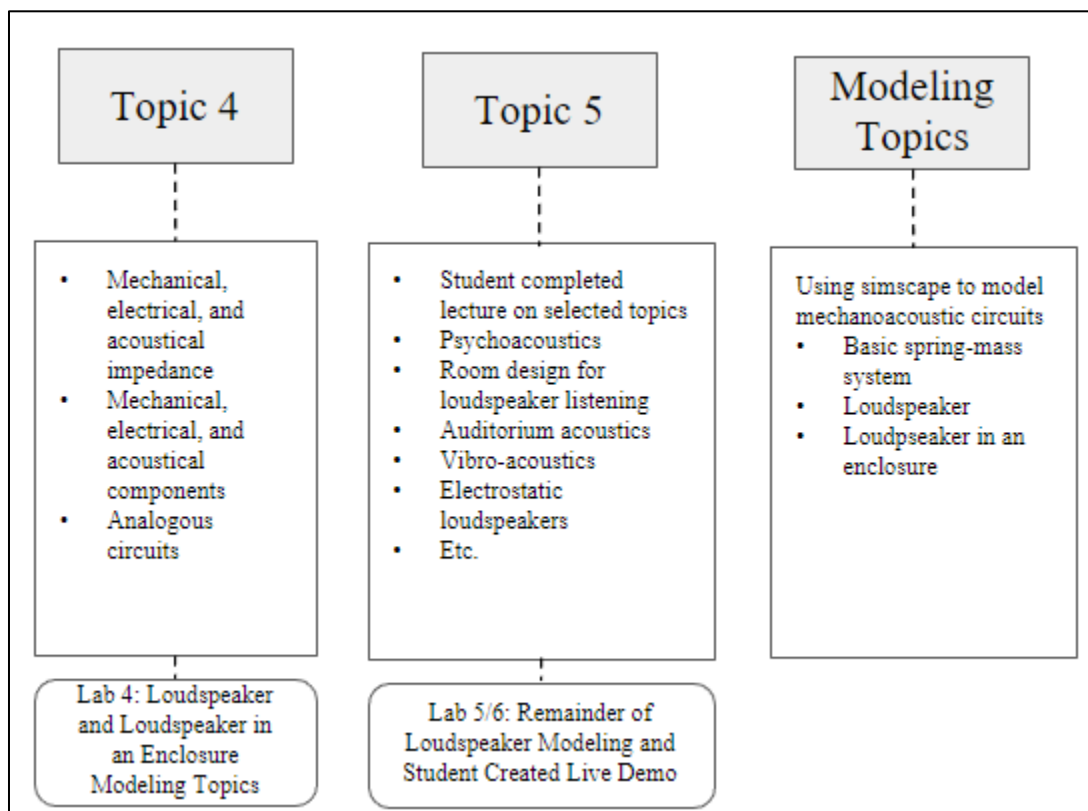 Topic 4
• Mechanical,
electrical, and
acoustical
impedance
• Mechanical,
electrical, and
acoustical
components
• Analogous
circuits
Lab 4: Loudspeaker
and Loudspeaker in
an Enclosure
Modeling Topics
Topic 5
• Student completed
lecture on selected topics
• Psychoacoustics
• Room design for
loudspeaker listening
• Auditorium acoustics
• Vibro-acoustics
• Electrostatic
loudspeakers
• Etc.
Lab 5/6: Remainder of
Loudspeaker Modeling and
Student Created Live Demo
Modeling
Topics
Using simscape to model
mechanoacoustic circuits
• Basic spring-mass
system
• Loudspeaker
• Loudpseaker in an
enclosure